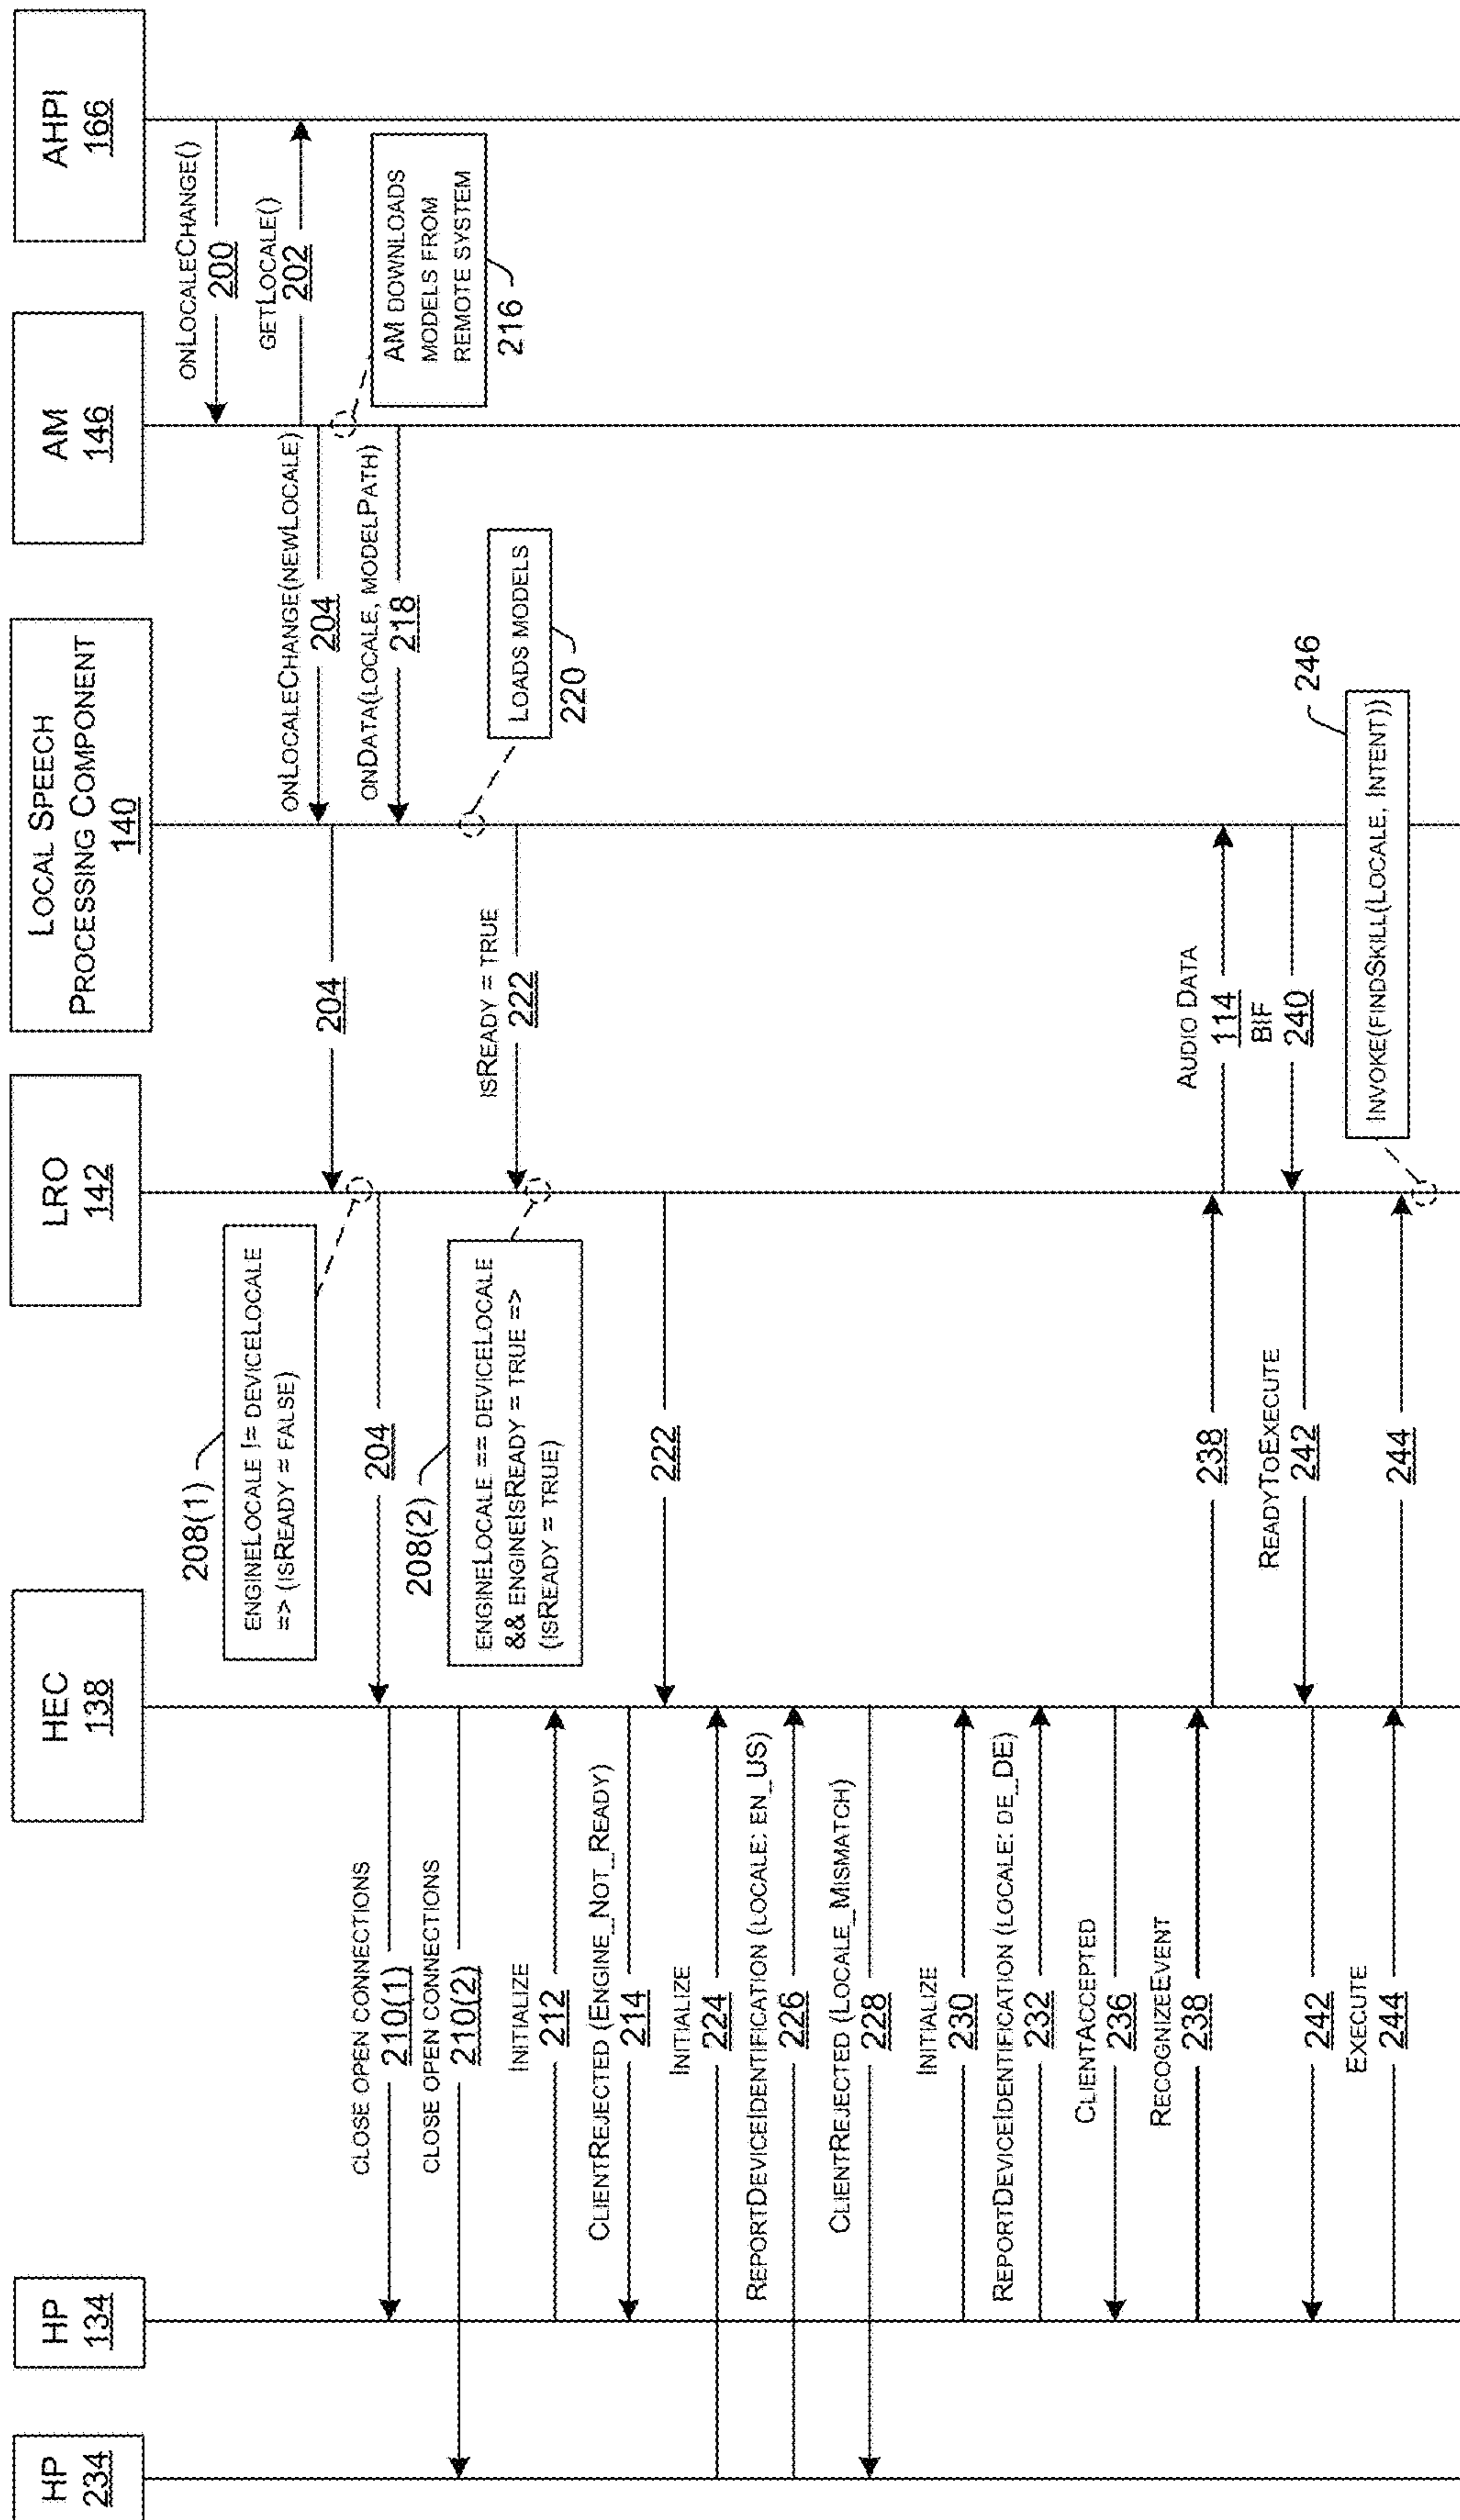 HP
234
HP
134
HEC
138
LRO
142
LOCAL SPEECH
PROCESSING COMPONENT
140
AM
146
AHPI
166
ONLOCALECHANGE()
200
GETLOCALE()
202
ONLOCALECHANGE(NEWLOCALE)
204
AM DOWNLOADS
MODELS FROM
REMOTE SYSTEM
216
204
208(1)
ENGINELOCALE != DEVICELOCALE
=> (ISREADY = FALSE)
204
CLOSE OPEN CONNECTIONS
210(1)
ONDATA(LOCALE, MODELPATH)
218
CLOSE OPEN CONNECTIONS
210(2)
LOADS MODELS
220
ISREADY = TRUE
222
208(2)
ENGINELOCALE == DEVICELOCALE
&& ENGINEISREADY = TRUE =>
(ISREADY = TRUE)
INITIALIZE
212
CLIENTREJECTED (ENGINE_NOT_READY)
214
222
INITIALIZE
224
REPORTDEVICEIDENTIFICATION (LOCALE: EN_US)
226
CLIENTREJECTED (LOCALE_MISMATCH)
228
INITIALIZE
230
REPORTDEVICEIDENTIFICATION (LOCALE: DE_DE)
232
CLIENTACCEPTED
236
RECOGNIZEEVENT
238
238
AUDIO DATA
114
BIF
240
READYTOEXECUTE
242
242
EXECUTE
244
244
INVOKE(FINDSKILL(LOCALE, INTENT))
246